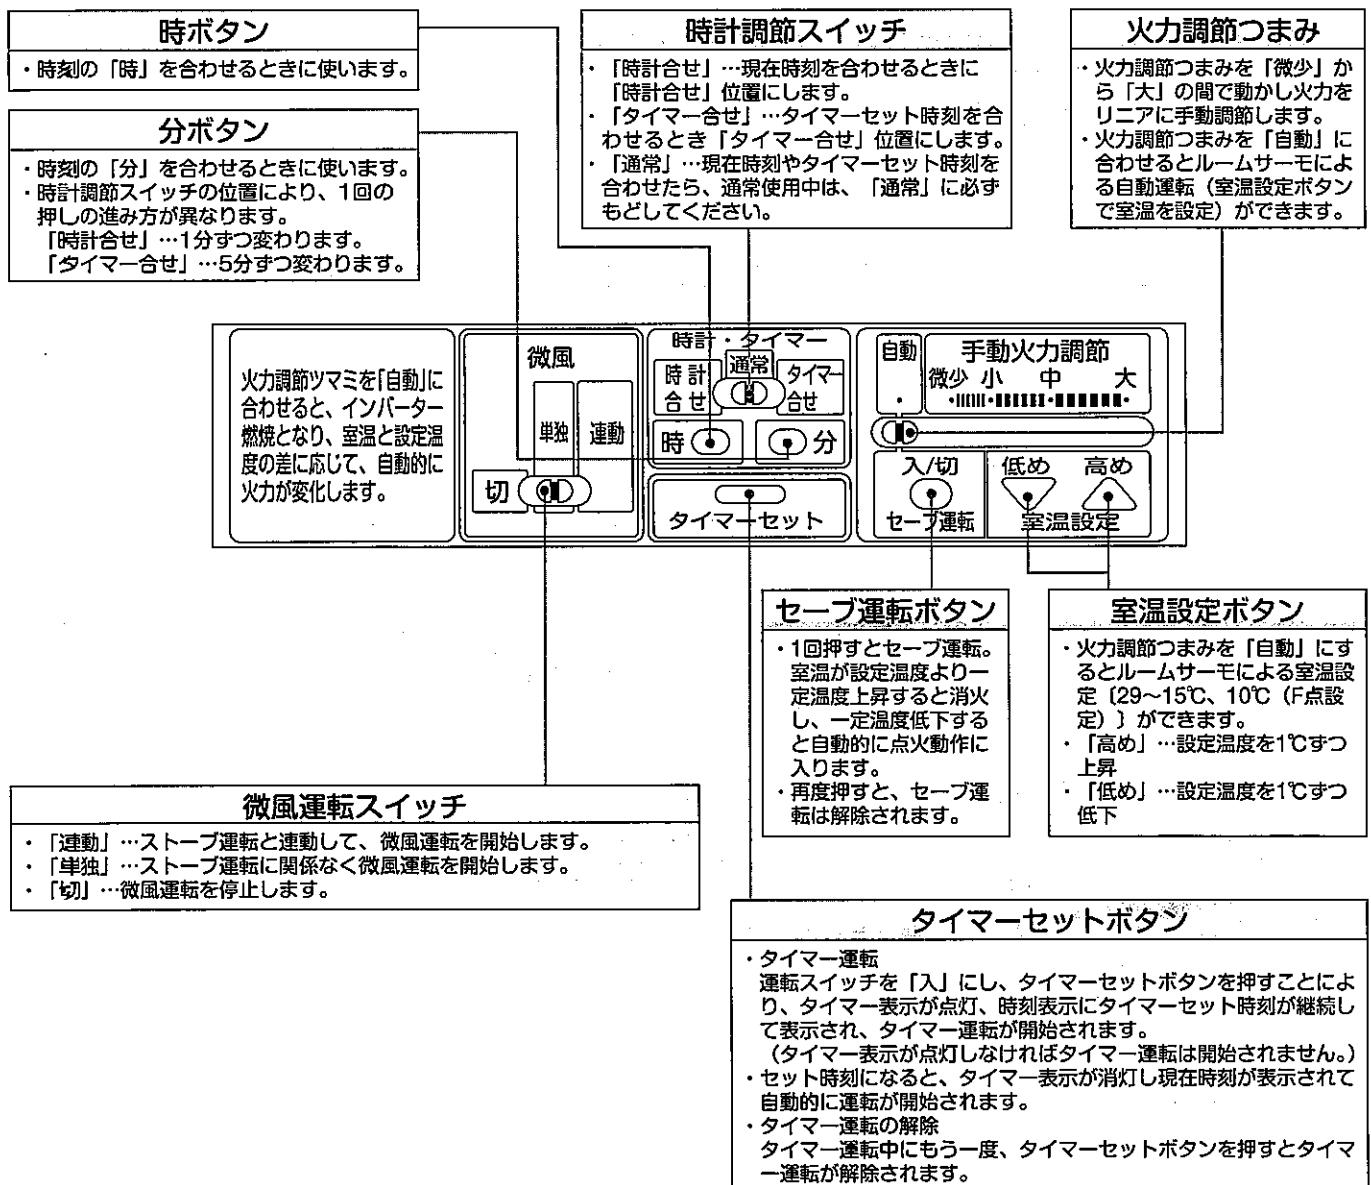 時ボタン
・時刻の「時」を合わせるときに使います。
分ボタン
・時刻の「分」を合わせるときに使います。
・時計調節スイッチの位置により、1回の
押しの進み方が異なります。
「時計合せ」…1分ずつ変わります。
「タイマー合せ」…5分ずつ変わります。
時計調節スイッチ
・「時計合せ」…現在時刻を合わせるときに
「時計合せ」位置にします。
・「タイマー合せ」…タイマーセット時刻を合
わせるとき「タイマー合せ」位置にします。
・「通常」…現在時刻やタイマーセット時刻を
合わせたら、通常使用中は、「通常」に必ず
もどしてください。
火力調節つまみ
・火力調節つまみを「微少」か
ら「大」の間で動かし火力を
リニアに手動調節します。
・火力調節つまみを「自動」に
合わせるとルームサーモによ
る自動運転（室温設定ボタン
で室温を設定）ができます。
火力調節ツマミを「自動」に
合わせると、インバーター
燃焼となり、室温と設定温
度の差に応じて、自動的に
火力が変化します。
微風
単独 連動
切
時計・タイマー
時計
合せ
通常
タイマー
合せ
時 分
タイマーセット
自動 手動火力調節
微少 小 中 大
入/切 低め 高め
セーブ運転 室温設定
セーブ運転ボタン
・1回押すとセーブ運転。
室温が設定温度より一
定温度上昇すると消火
し、一定温度低下する
と自動的に点火動作に
入ります。
・再度押すと、セーブ運
転は解除されます。
室温設定ボタン
・火力調節つまみを「自動」にす
るとルームサーモによる室温設
定〔29～15℃、10℃（F点設
定）〕ができます。
・「高め」…設定温度を1℃ずつ
上昇
・「低め」…設定温度を1℃ずつ
低下
微風運転スイッチ
・「連動」…ストーブ運転と連動して、微風運転を開始します。
・「単独」…ストーブ運転に関係なく微風運転を開始します。
・「切」…微風運転を停止します。
タイマーセットボタン
・タイマー運転
運転スイッチを「入」にし、タイマーセットボタンを押すことによ
り、タイマー表示が点灯、時刻表示にタイマーセット時刻が継続し
て表示され、タイマー運転が開始されます。
（タイマー表示が点灯しなければタイマー運転は開始されません。）
・セット時刻になると、タイマー表示が消灯し現在時刻が表示されて
自動的に運転が開始されます。
・タイマー運転の解除
タイマー運転中にもう一度、タイマーセットボタンを押すとタイマ
ー運転が解除されます。